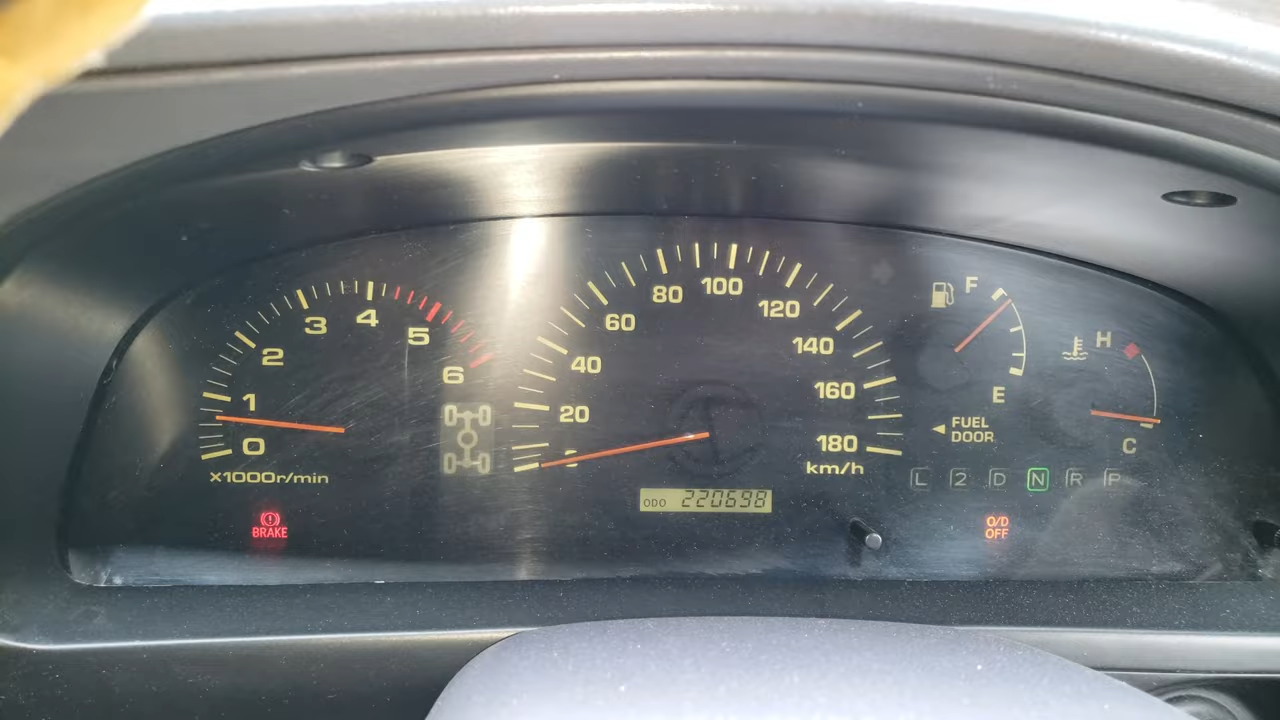 0
1
2
3
4
5
6
x1000r/min
BRAKE
20
40
60
80
100
120
140
160
180
km/h
ODO 220698
F
E
FUEL
DOOR
H
C
L 2 D N R P
O/D
OFF